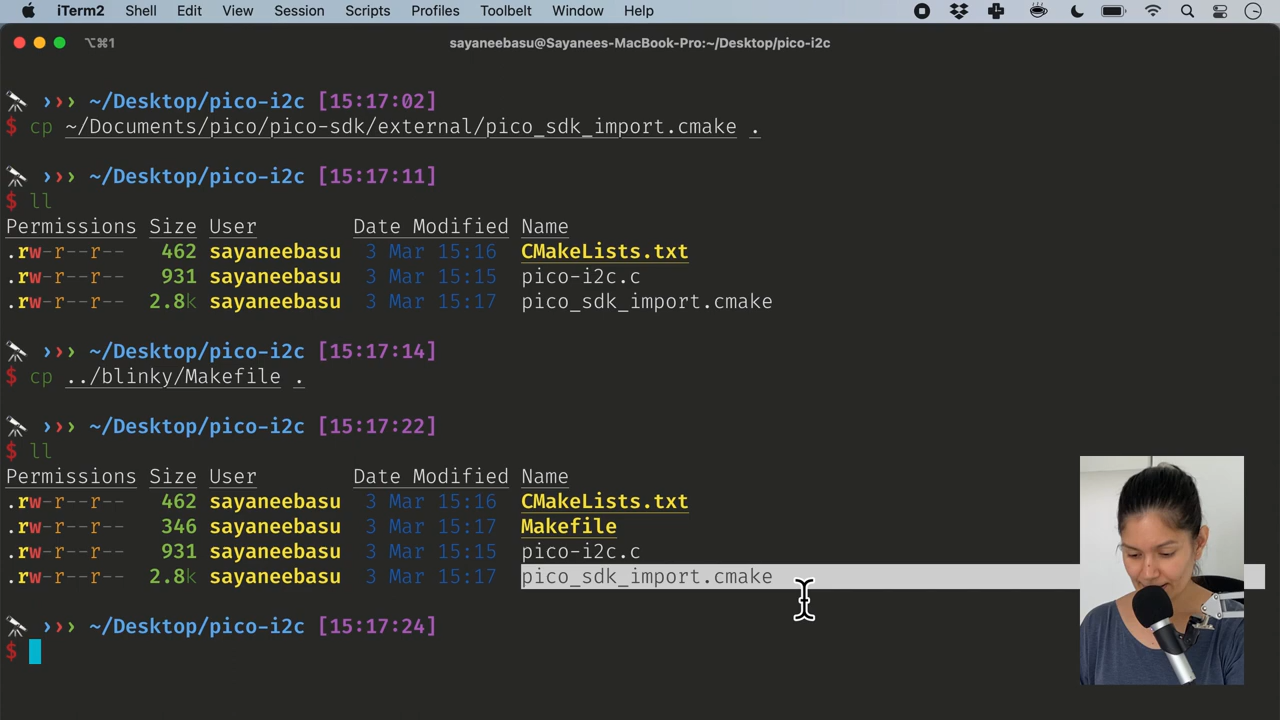 iTerm2 Shell Edit View Session Scripts Profiles Toolbelt Window Help
⌥⌘1 sayaneebasu@Sayanees-MacBook-Pro:~/Desktop/pico-i2c
››› ~/Desktop/pico-i2c [15:17:02]
$ cp ~/Documents/pico/pico-sdk/external/pico_sdk_import.cmake .
››› ~/Desktop/pico-i2c [15:17:11]
$ ll
Permissions Size User Date Modified Name
.rw-r--r-- 462 sayaneebasu 3 Mar 15:16 CMakeLists.txt
.rw-r--r-- 931 sayaneebasu 3 Mar 15:15 pico-i2c.c
.rw-r--r-- 2.8k sayaneebasu 3 Mar 15:17 pico_sdk_import.cmake
››› ~/Desktop/pico-i2c [15:17:14]
$ cp ../blinky/Makefile .
››› ~/Desktop/pico-i2c [15:17:22]
$ ll
Permissions Size User Date Modified Name
.rw-r--r-- 462 sayaneebasu 3 Mar 15:16 CMakeLists.txt
.rw-r--r-- 346 sayaneebasu 3 Mar 15:17 Makefile
.rw-r--r-- 931 sayaneebasu 3 Mar 15:15 pico-i2c.c
.rw-r--r-- 2.8k sayaneebasu 3 Mar 15:17 pico_sdk_import.cmake
››› ~/Desktop/pico-i2c [15:17:24]
$